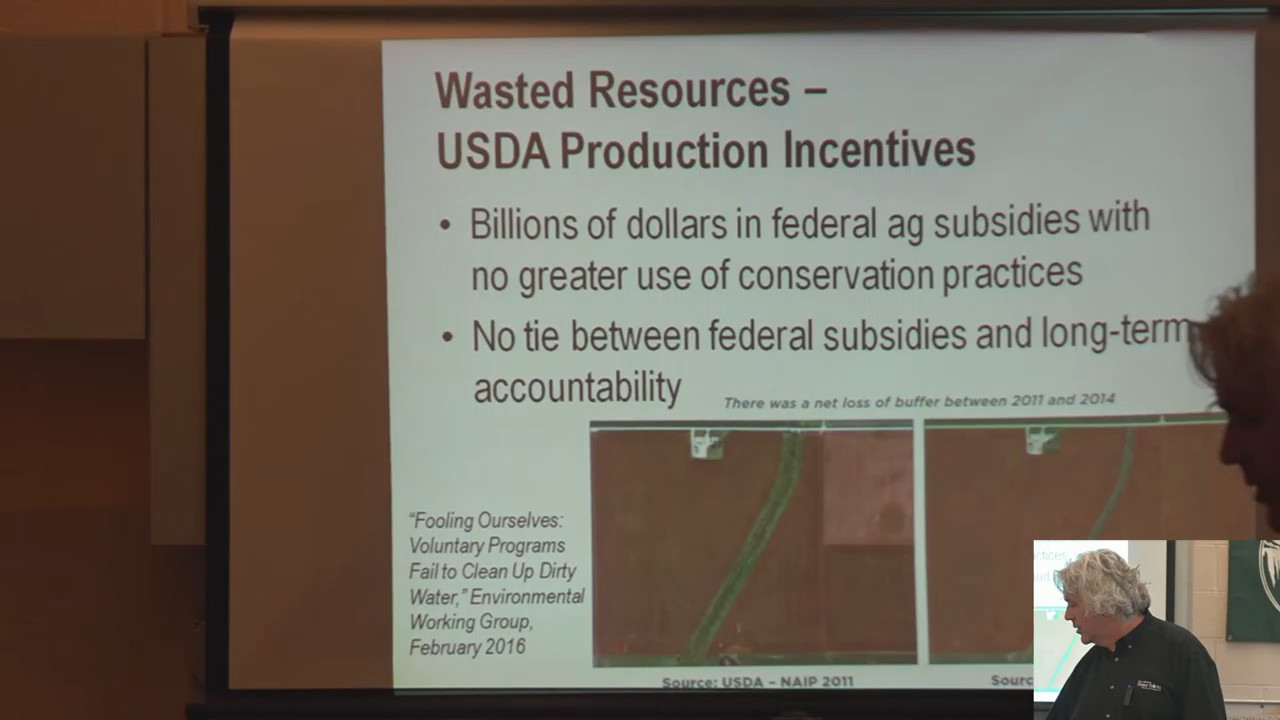 Wasted Resources –
USDA Production Incentives
• Billions of dollars in federal ag subsidies with
no greater use of conservation practices
• No tie between federal subsidies and long-term
accountability
There was a net loss of buffer between 2011 and 2014
"Fooling Ourselves:
Voluntary Programs
Fail to Clean Up Dirty
Water," Environmental
Working Group,
February 2016
Source: USDA – NAIP 2011